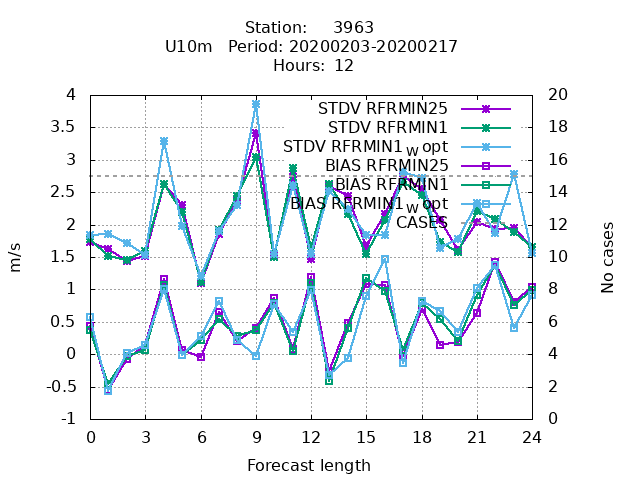 Station: 3963
U10m Period: 20200203-20200217
Hours: 12
STDV RFRMIN25
STDV RFRMIN1
STDV RFRMIN1_w opt
BIAS RFRMIN25
BIAS RFRMIN1
BIAS RFRMIN1_w opt
CASES
4
3.5
3
2.5
2
1.5
1
0.5
0
-0.5
-1
m/s
20
18
16
14
12
10
8
6
4
2
0
No cases
0 3 6 9 12 15 18 21 24
Forecast length